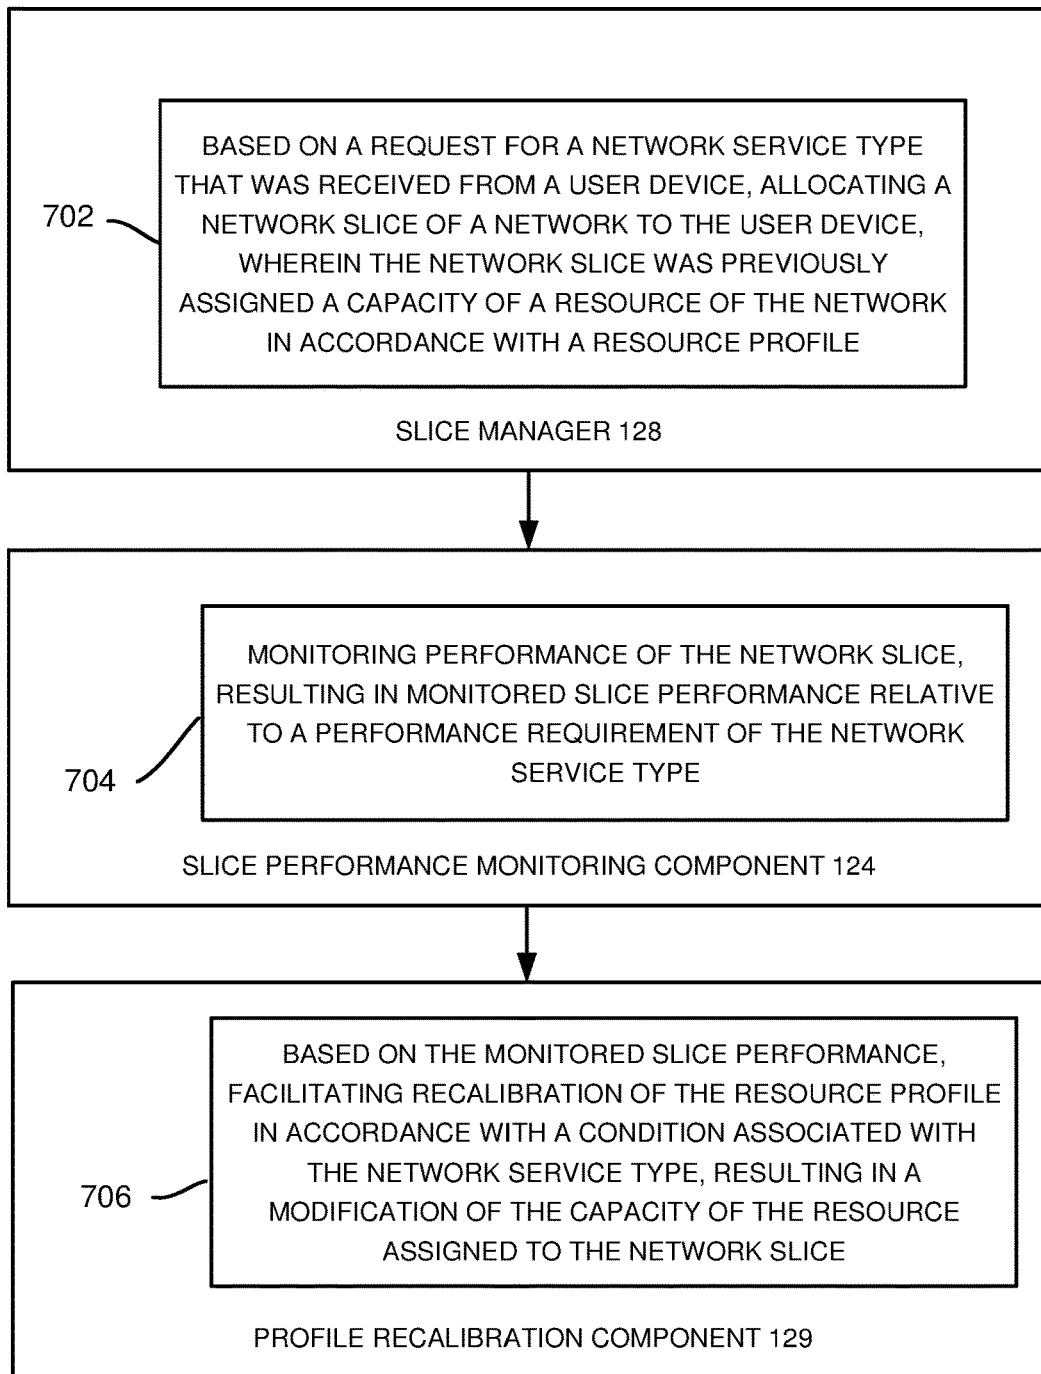 BASED ON A REQUEST FOR A NETWORK SERVICE TYPE
THAT WAS RECEIVED FROM A USER DEVICE, ALLOCATING A
NETWORK SLICE OF A NETWORK TO THE USER DEVICE,
WHEREIN THE NETWORK SLICE WAS PREVIOUSLY
ASSIGNED A CAPACITY OF A RESOURCE OF THE NETWORK
IN ACCORDANCE WITH A RESOURCE PROFILE
702
SLICE MANAGER 128
MONITORING PERFORMANCE OF THE NETWORK SLICE,
RESULTING IN MONITORED SLICE PERFORMANCE RELATIVE
TO A PERFORMANCE REQUIREMENT OF THE NETWORK
SERVICE TYPE
704
SLICE PERFORMANCE MONITORING COMPONENT 124
BASED ON THE MONITORED SLICE PERFORMANCE,
FACILITATING RECALIBRATION OF THE RESOURCE PROFILE
IN ACCORDANCE WITH A CONDITION ASSOCIATED WITH
THE NETWORK SERVICE TYPE, RESULTING IN A
MODIFICATION OF THE CAPACITY OF THE RESOURCE
ASSIGNED TO THE NETWORK SLICE
706
PROFILE RECALIBRATION COMPONENT 129